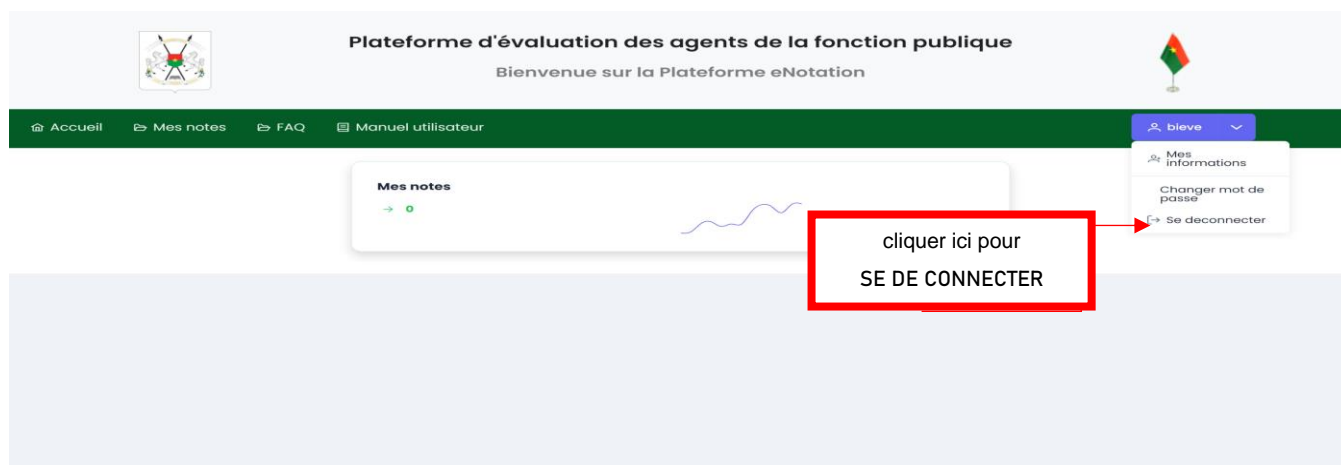 Plateforme d'évaluation des agents de la fonction publique
Bienvenue sur la Plateforme eNotation
Accueil Mes notes FAQ Manuel utilisateur bieve
Mes
informations
Changer mot de
passe
Se deconnecter
Mes notes
→ 0
cliquer ici pour
SE DE CONNECTER